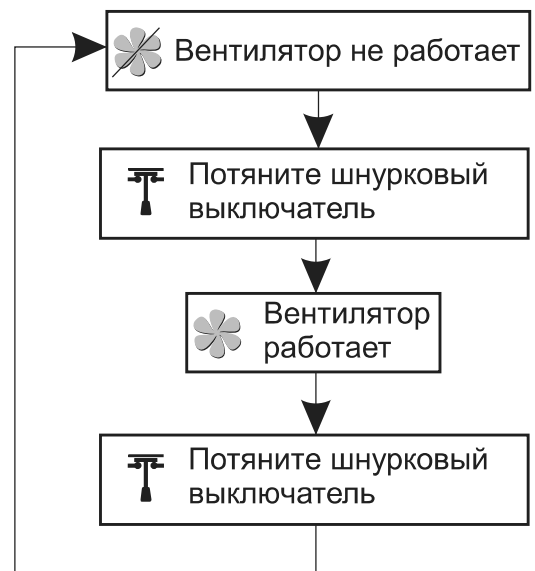 Вентилятор не работает
Потяните шнурковый
выключатель
Вентилятор
работает
Потяните шнурковый
выключатель